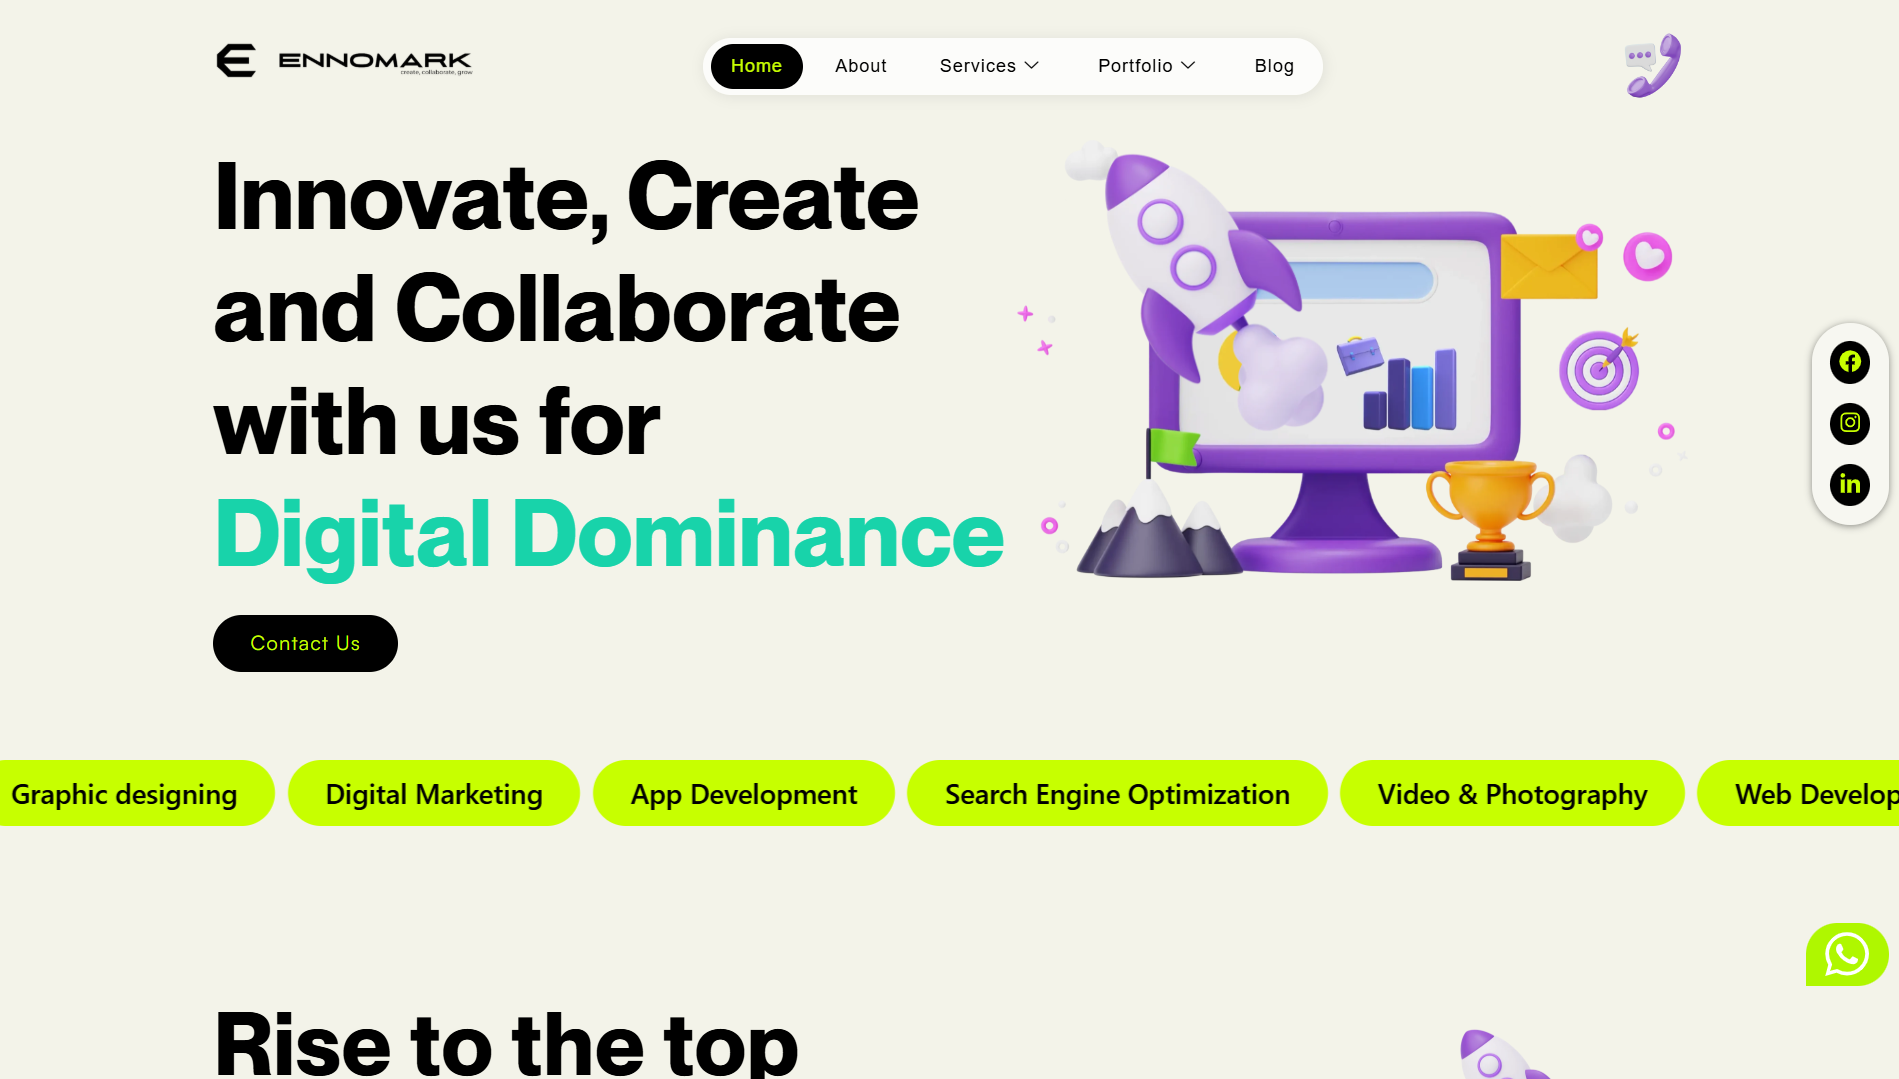 ENNOMARK
create, collaborate, grow
Home
About
Services
Portfolio
Blog
Innovate, Create
and Collaborate
with us for
Digital Dominance
Contact Us
Graphic designing
Digital Marketing
App Development
Search Engine Optimization
Video & Photography
Web Develop
Rise to the top